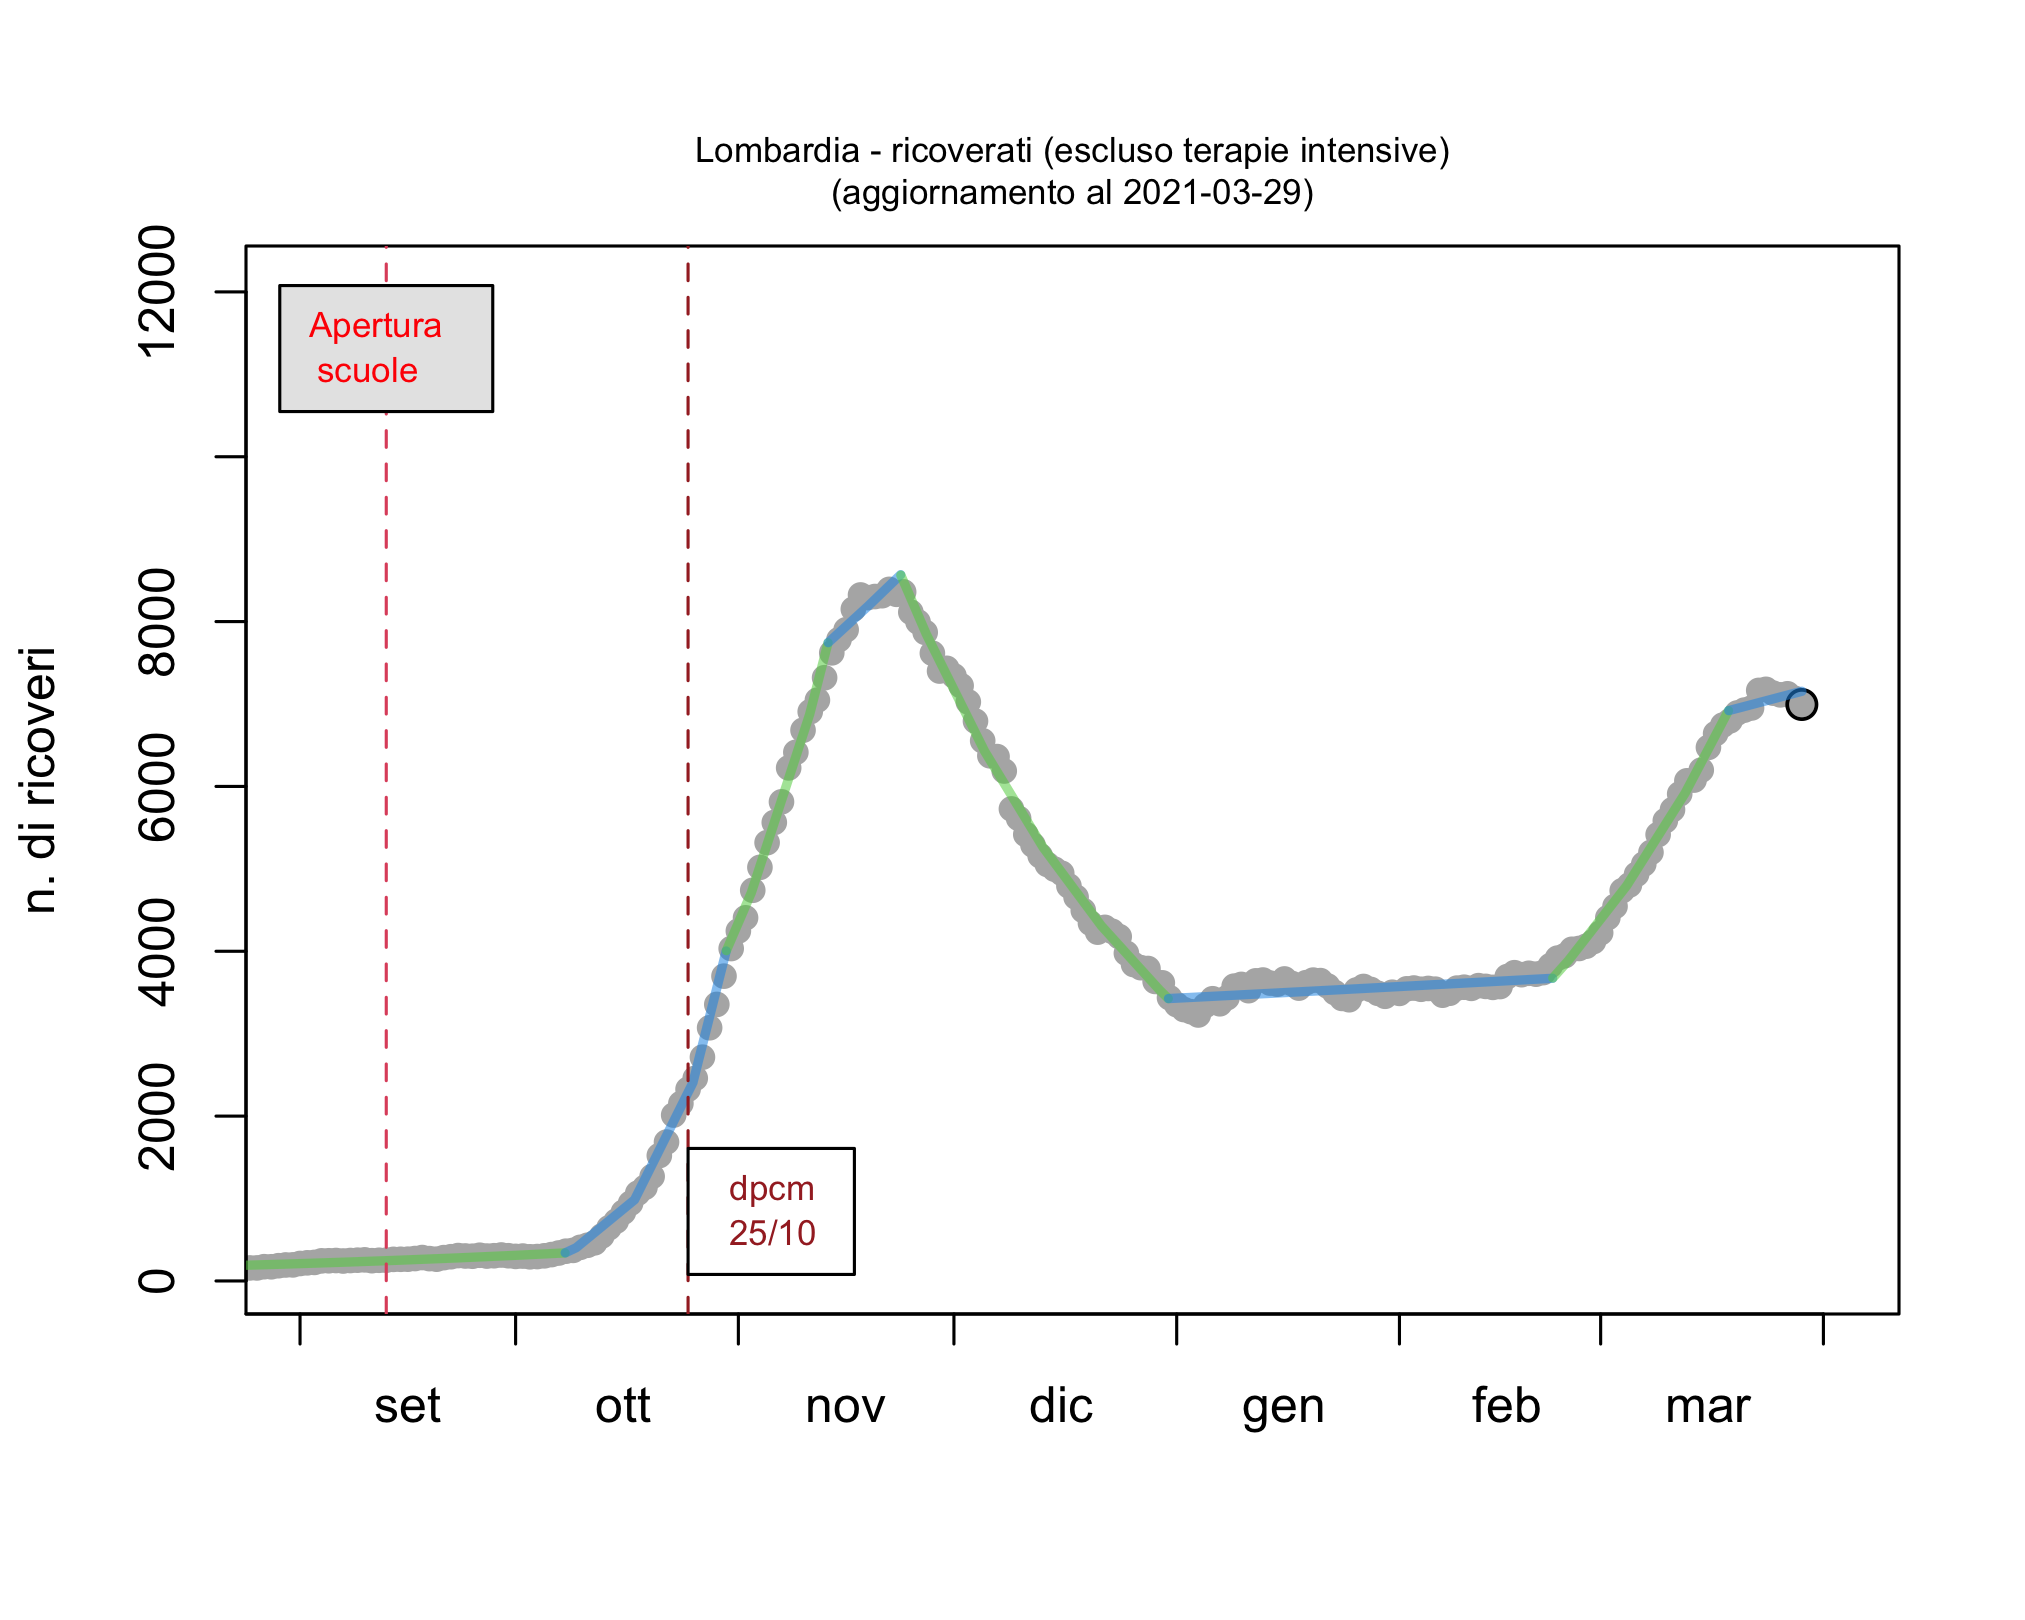 Lombardia - ricoverati (escluso terapie intensive)
(aggiornamento al 2021-03-29)
n. di ricoveri
12000
8000
6000
4000
2000
0
Apertura
scuole
dpcm
25/10
set ott nov dic gen feb mar